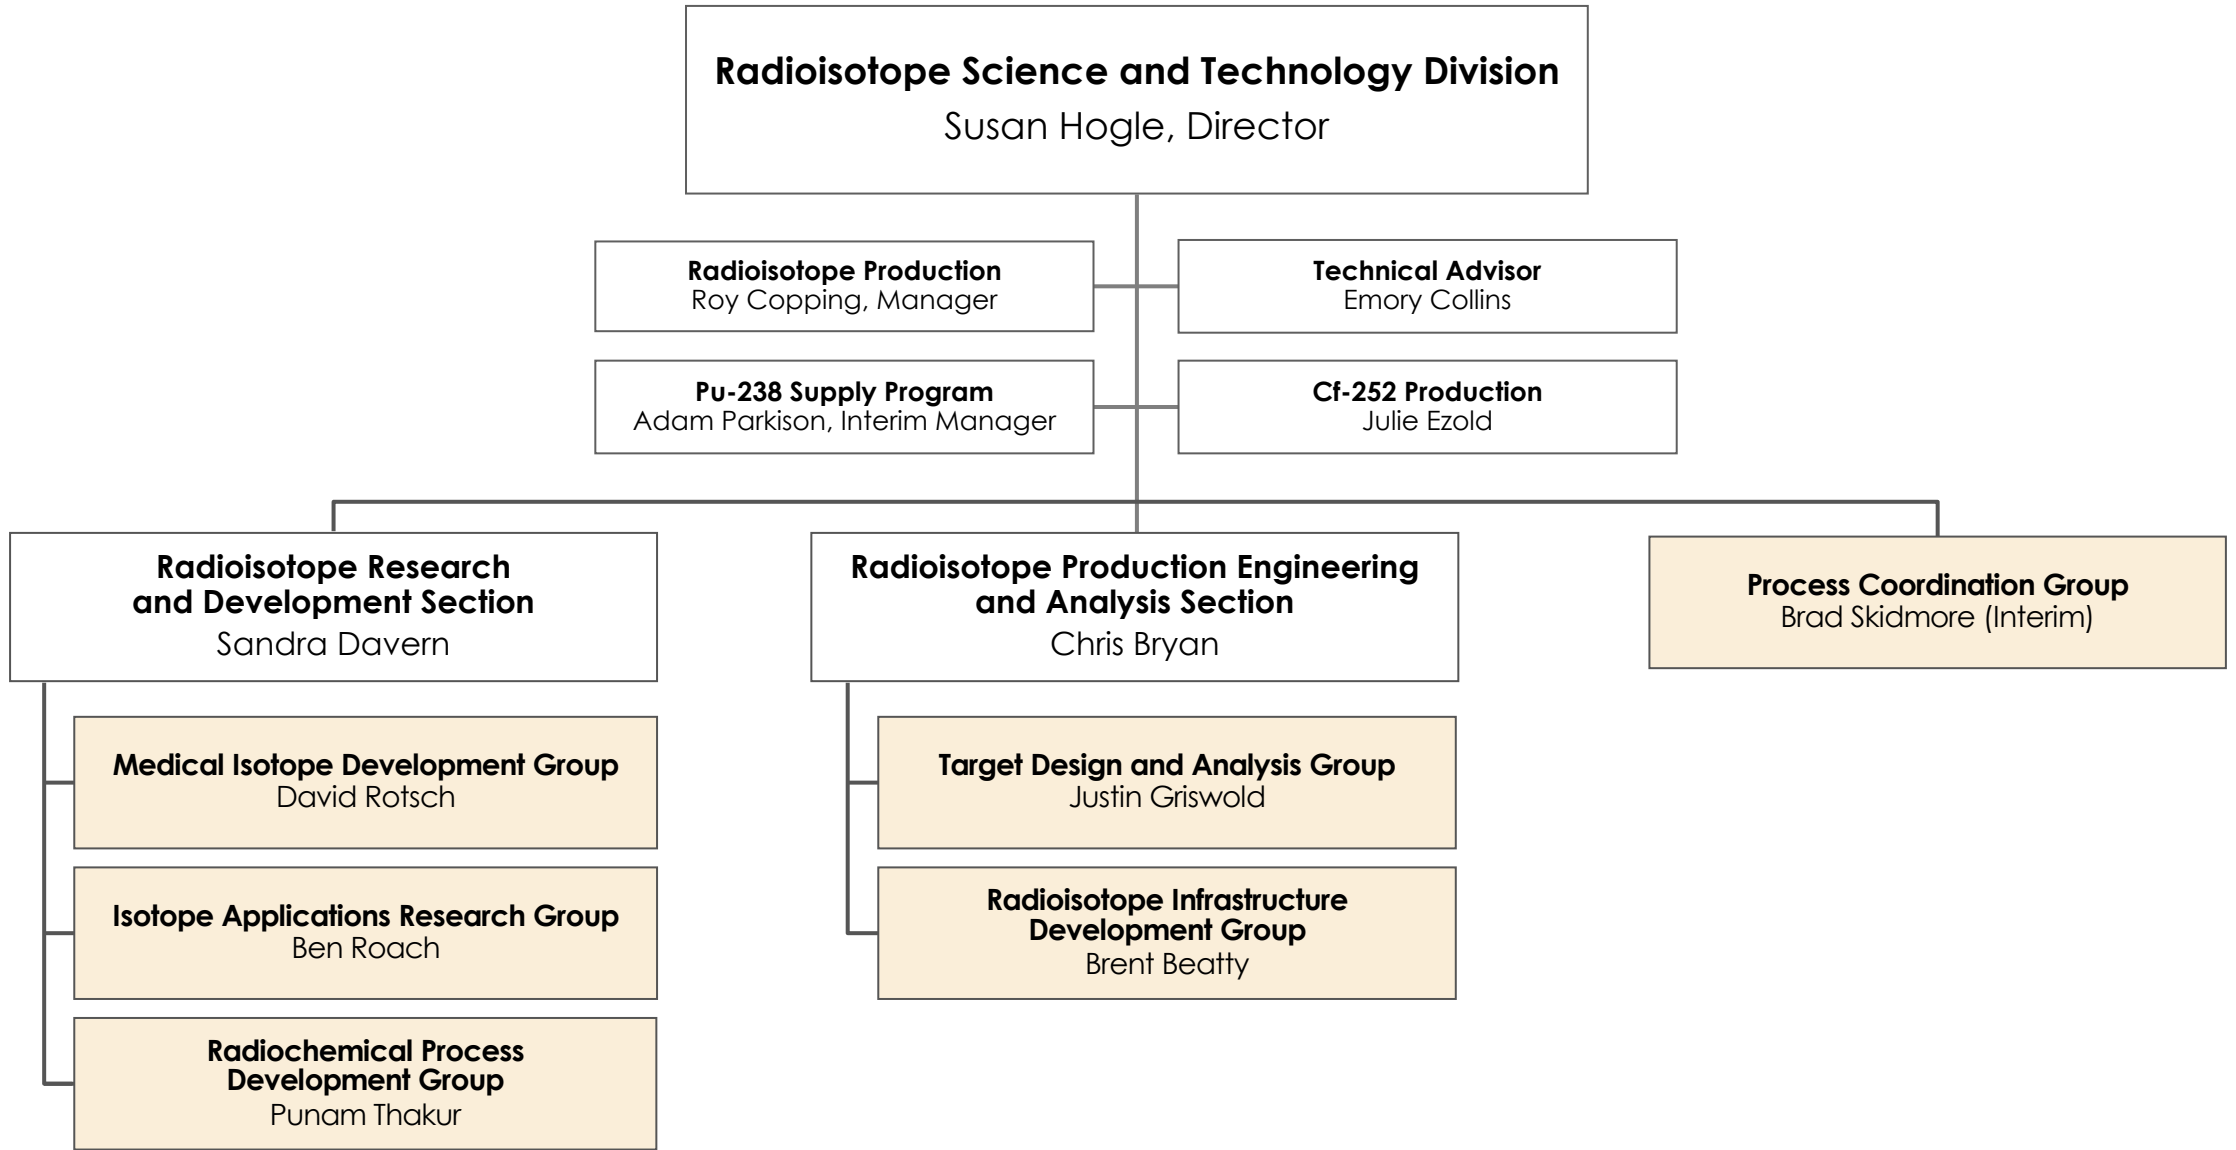 Radioisotope Science and Technology Division
Susan Hogle, Director
Radioisotope Production
Roy Copping, Manager
Technical Advisor
Emory Collins
Pu-238 Supply Program
Adam Parkison, Interim Manager
Cf-252 Production
Julie Ezold
Radioisotope Research
and Development Section
Sandra Davern
Radioisotope Production Engineering
and Analysis Section
Chris Bryan
Process Coordination Group
Brad Skidmore (Interim)
Medical Isotope Development Group
David Rotsch
Isotope Applications Research Group
Ben Roach
Radiochemical Process
Development Group
Punam Thakur
Target Design and Analysis Group
Justin Griswold
Radioisotope Infrastructure
Development Group
Brent Beatty